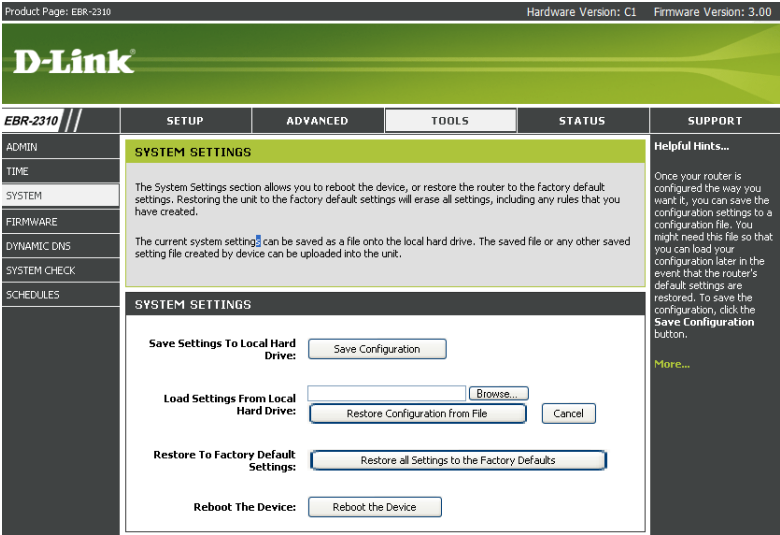 Product Page: EBR-2310
Hardware Version: C1
Firmware Version: 3.00
D-Link®
EBR-2310
SETUP
ADVANCED
TOOLS
STATUS
SUPPORT
ADMIN
TIME
SYSTEM
FIRMWARE
DYNAMIC DNS
SYSTEM CHECK
SCHEDULES
SYSTEM SETTINGS
The System Settings section allows you to reboot the device, or restore the router to the factory default
settings. Restoring the unit to the factory default settings will erase all settings, including any rules that you
have created.
The current system settings can be saved as a file onto the local hard drive. The saved file or any other saved
setting file created by device can be uploaded into the unit.
SYSTEM SETTINGS
Save Settings To Local Hard
Drive:
Save Configuration
Load Settings From Local
Hard Drive:
Browse...
Restore Configuration from File
Cancel
Restore To Factory Default
Settings:
Restore all Settings to the Factory Defaults
Reboot The Device:
Reboot the Device
Helpful Hints...
Once your router is
configured the way you
want it, you can save the
configuration settings to a
configuration file. You
might need this file so that
you can load your
configuration later in the
event that the router's
default settings are
restored. To save the
configuration, click the
Save Configuration
button.
More...